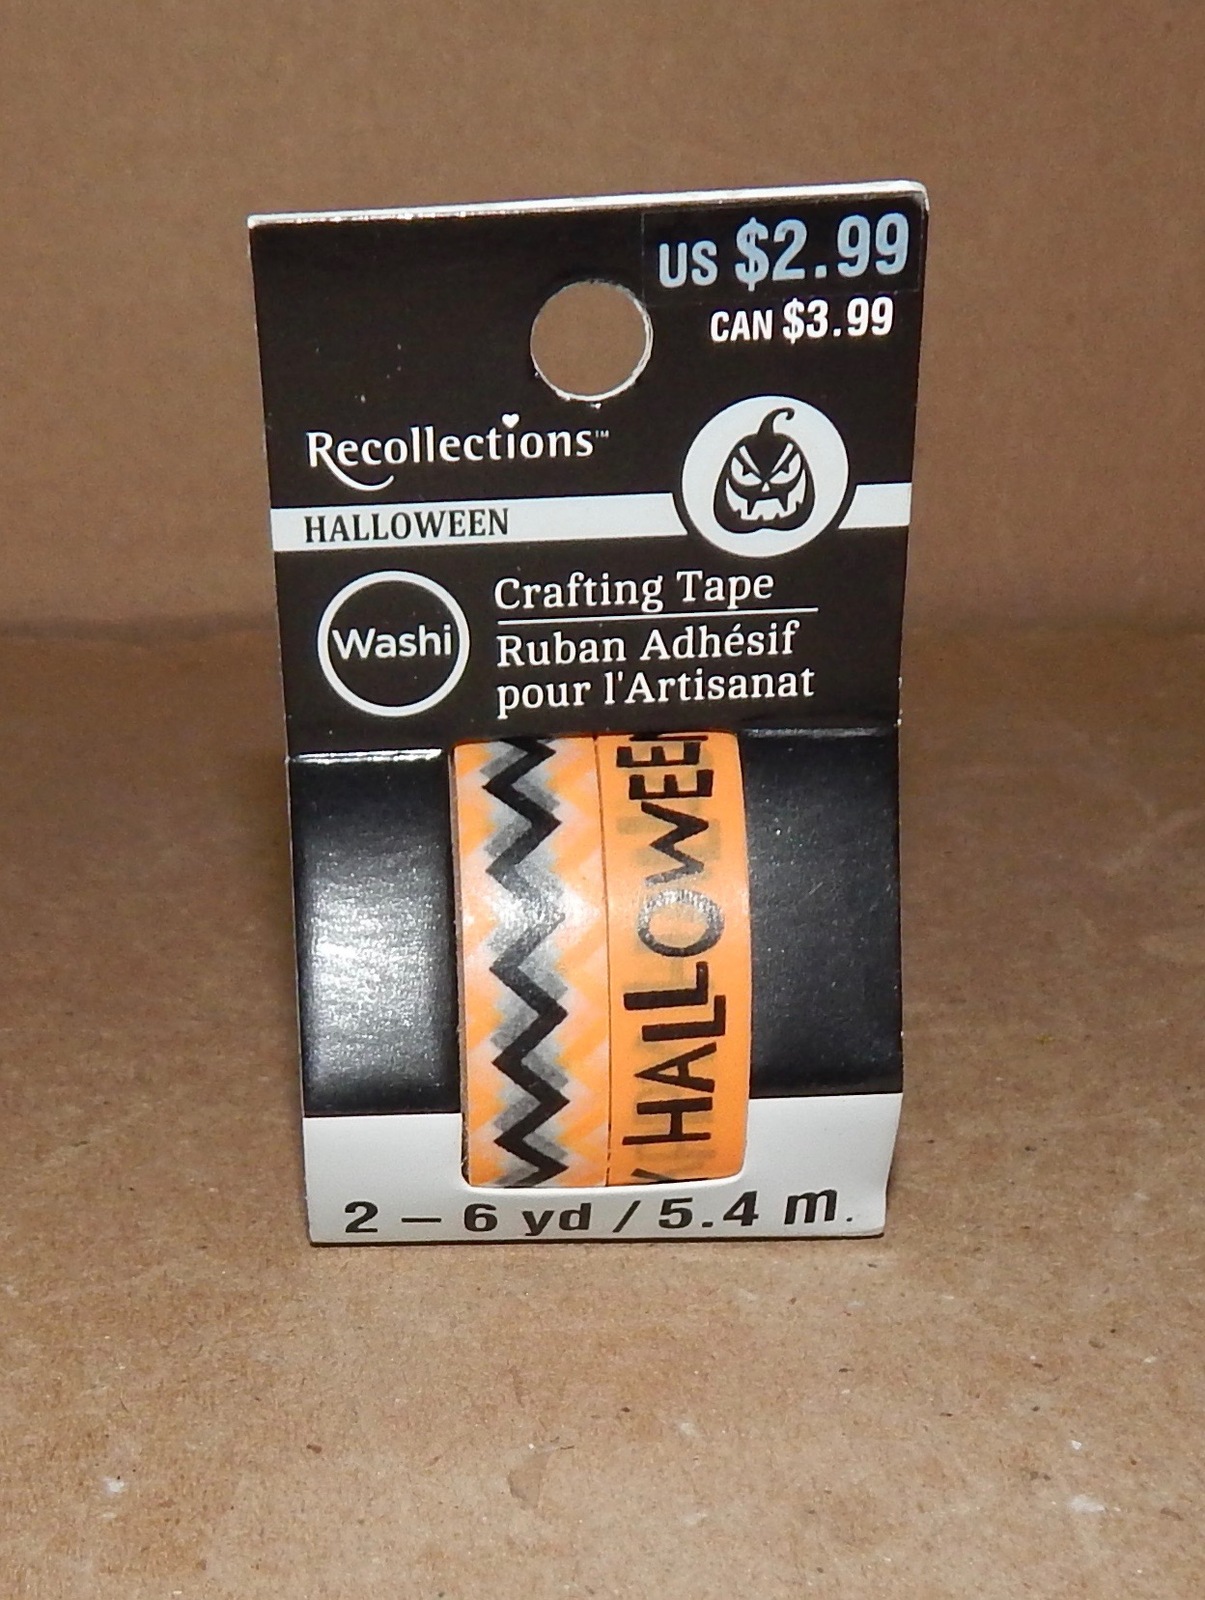 US $2.99
CAN $3.99
Recollections™
HALLOWEEN
Washi
Crafting Tape
Ruban Adhésif
pour l'Artisanat
HALLOWEEN
2 – 6 yd / 5.4 m.